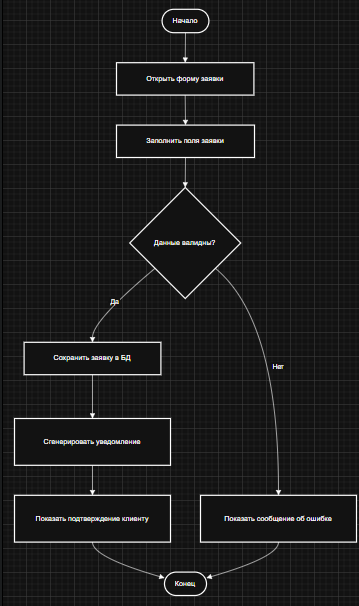 Начало
Открыть форму заявки
Заполнить поля заявки
Данные валидны?
Да
Сохранить заявку в БД
Нет
Сгенерировать уведомление
Показать подтверждение клиенту
Показать сообщение об ошибке
Конец